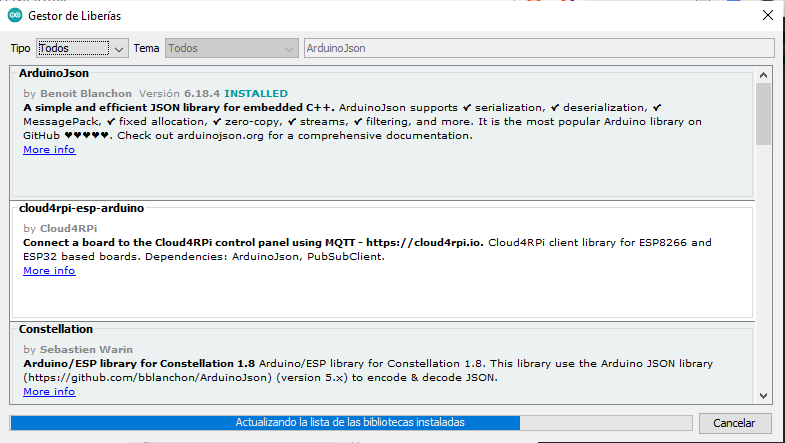 Gestor de Liberías
Tipo Todos Tema Todos ArduinoJson
ArduinoJson
by Benoit Blanchon Versión 6.18.4 INSTALLED
A simple and efficient JSON library for embedded C++. ArduinoJson supports ✔ serialization, ✔ deserialization, ✔
MessagePack, ✔ fixed allocation, ✔ zero-copy, ✔ streams, ✔ filtering, and more. It is the most popular Arduino library on
GitHub ♥♥♥♥♥. Check out arduinojson.org for a comprehensive documentation.
More info
cloud4rpi-esp-arduino
by Cloud4RPi
Connect a board to the Cloud4RPi control panel using MQTT - https://cloud4rpi.io. Cloud4RPi client library for ESP8266 and
ESP32 based boards. Dependencies: ArduinoJson, PubSubClient.
More info
Constellation
by Sebastien Warin
Arduino/ESP library for Constellation 1.8 Arduino/ESP library for Constellation 1.8. This library use the Arduino JSON library
(https://github.com/bblanchon/ArduinoJson) (version 5.x) to encode & decode JSON.
More info
Actualizando la lista de las bibliotecas instaladas
Cancelar